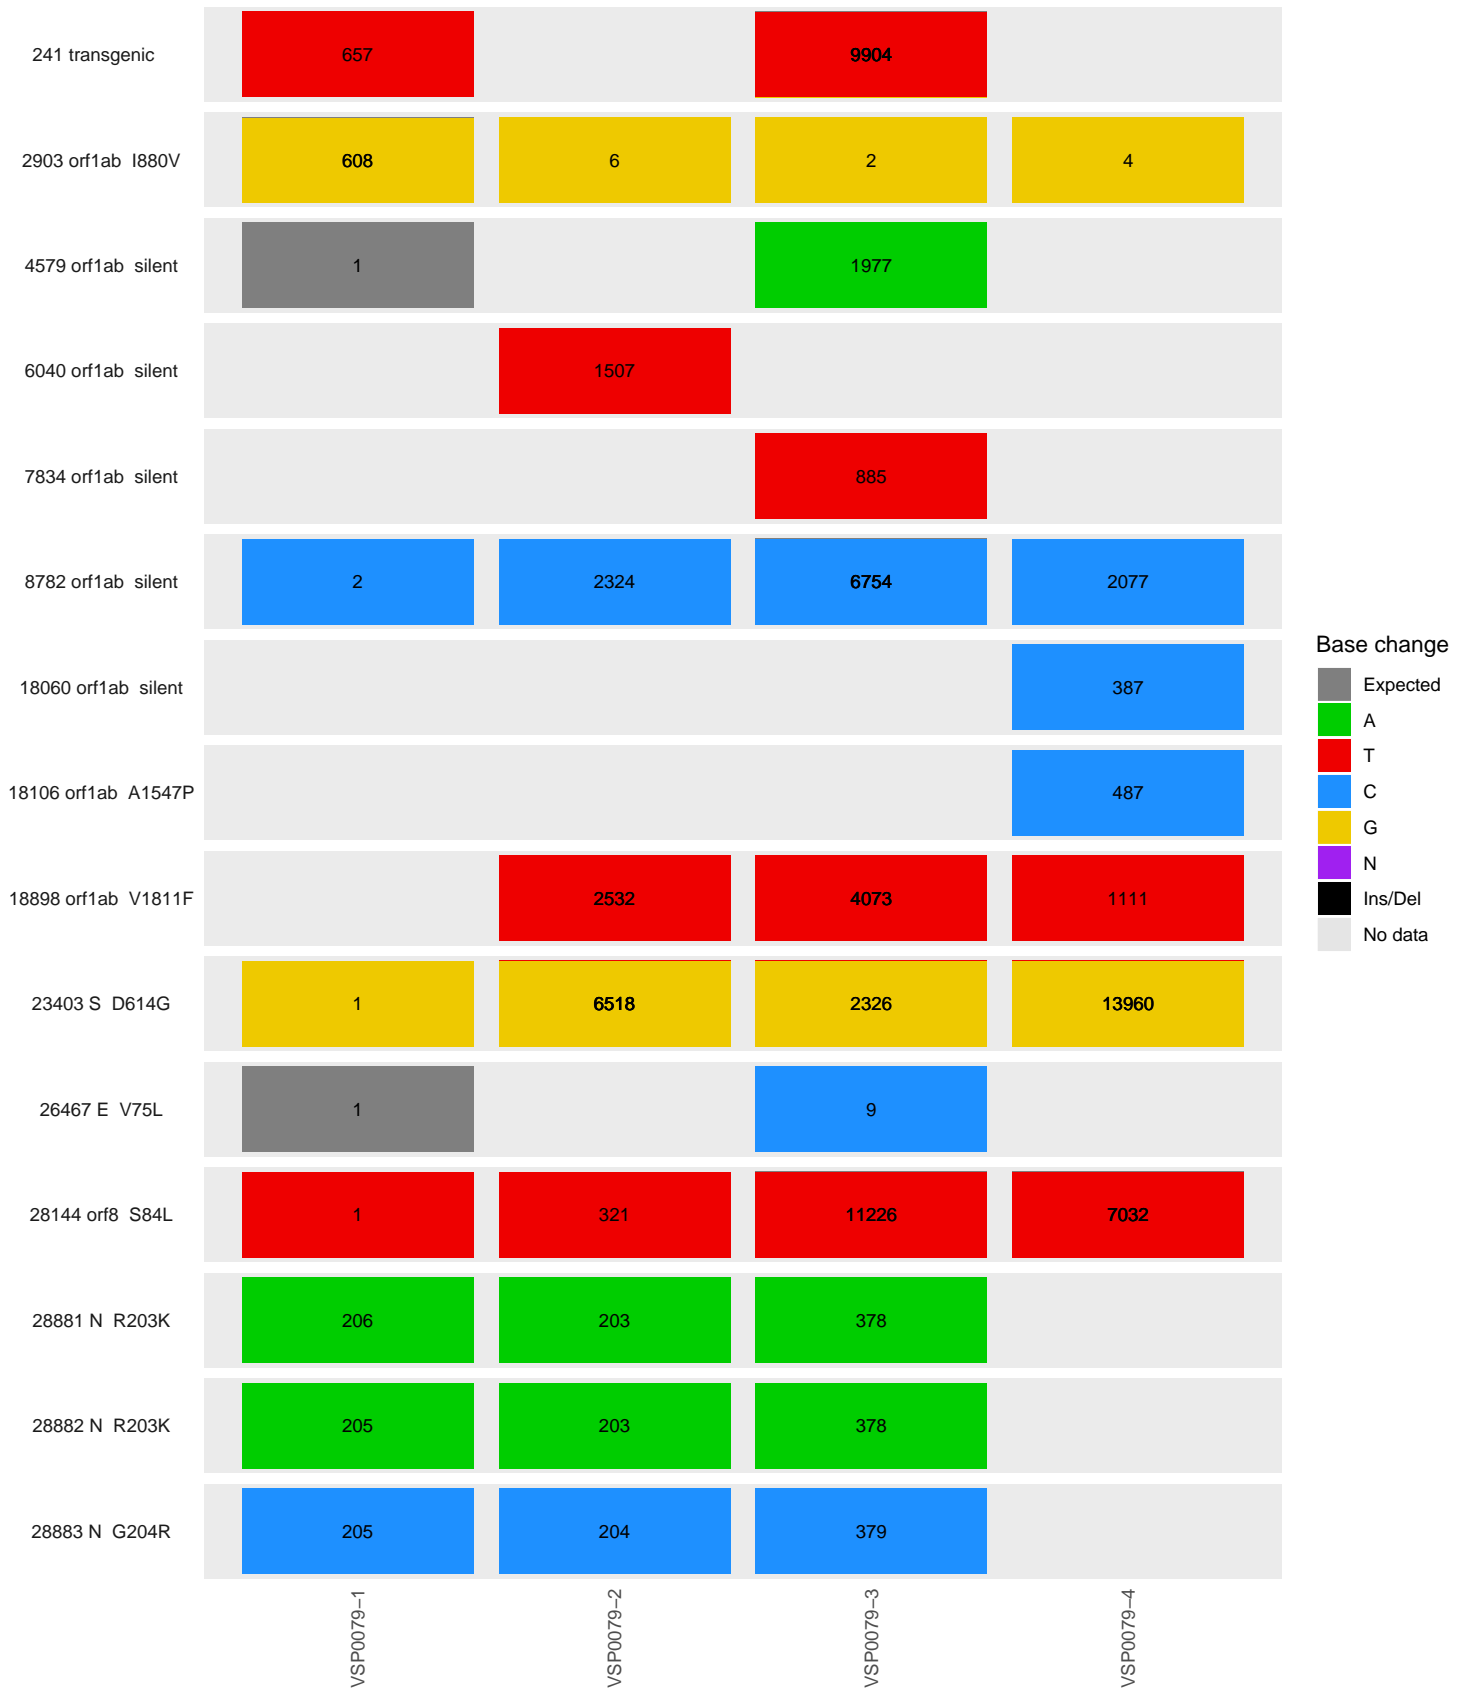 241 transgenic 657 9904
2903 orf1ab I880V 608 6 2 4
4579 orf1ab silent 1 1977
6040 orf1ab silent 1507
7834 orf1ab silent 885
8782 orf1ab silent 2 2324 6754 2077
18060 orf1ab silent 387
18106 orf1ab A1547P 487
18898 orf1ab V1811F 2532 4073 1111
23403 S D614G 1 6518 2326 13960
26467 E V75L 1 9
28144 orf8 S84L 1 321 11226 7032
28881 N R203K 206 203 378
28882 N R203K 205 203 378
28883 N G204R 205 204 379
VSP0079−1
VSP0079−2
VSP0079−3
VSP0079−4
Base change
Expected
A
T
C
G
N
Ins/Del
No data